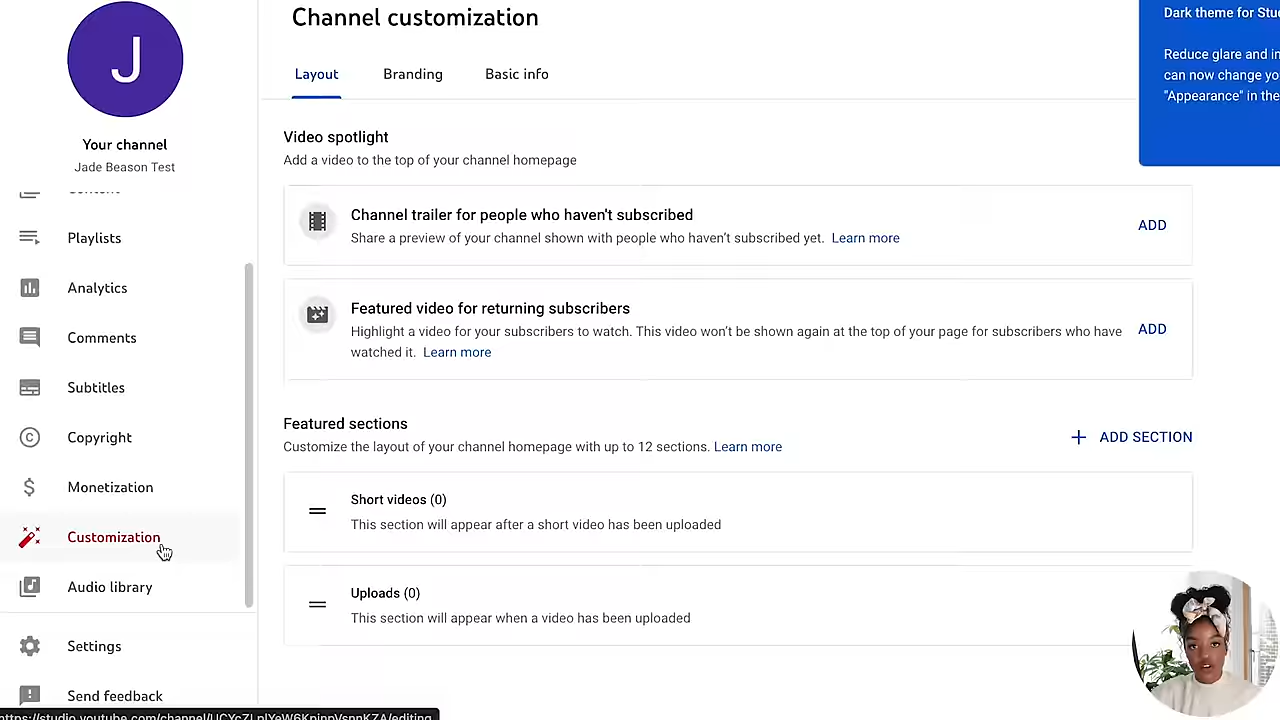 J
Your channel
Jade Beason Test
Content
Playlists
Analytics
Comments
Subtitles
Copyright
Monetization
Customization
Audio library
Settings
Send feedback
Channel customization
Layout
Branding
Basic info
Video spotlight
Add a video to the top of your channel homepage
Channel trailer for people who haven't subscribed
Share a preview of your channel shown with people who haven't subscribed yet. Learn more
ADD
Featured video for returning subscribers
Highlight a video for your subscribers to watch. This video won't be shown again at the top of your page for subscribers who have
watched it. Learn more
ADD
Featured sections
Customize the layout of your channel homepage with up to 12 sections. Learn more
+ ADD SECTION
Short videos (0)
This section will appear after a short video has been uploaded
Uploads (0)
This section will appear when a video has been uploaded
Dark theme for Stu
Reduce glare and in
can now change yo
"Appearance" in the